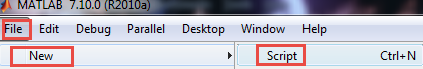 MATLAB 7.10.0 (R2010a)
File Edit Debug Parallel Desktop Window Help
New Script Ctrl+N